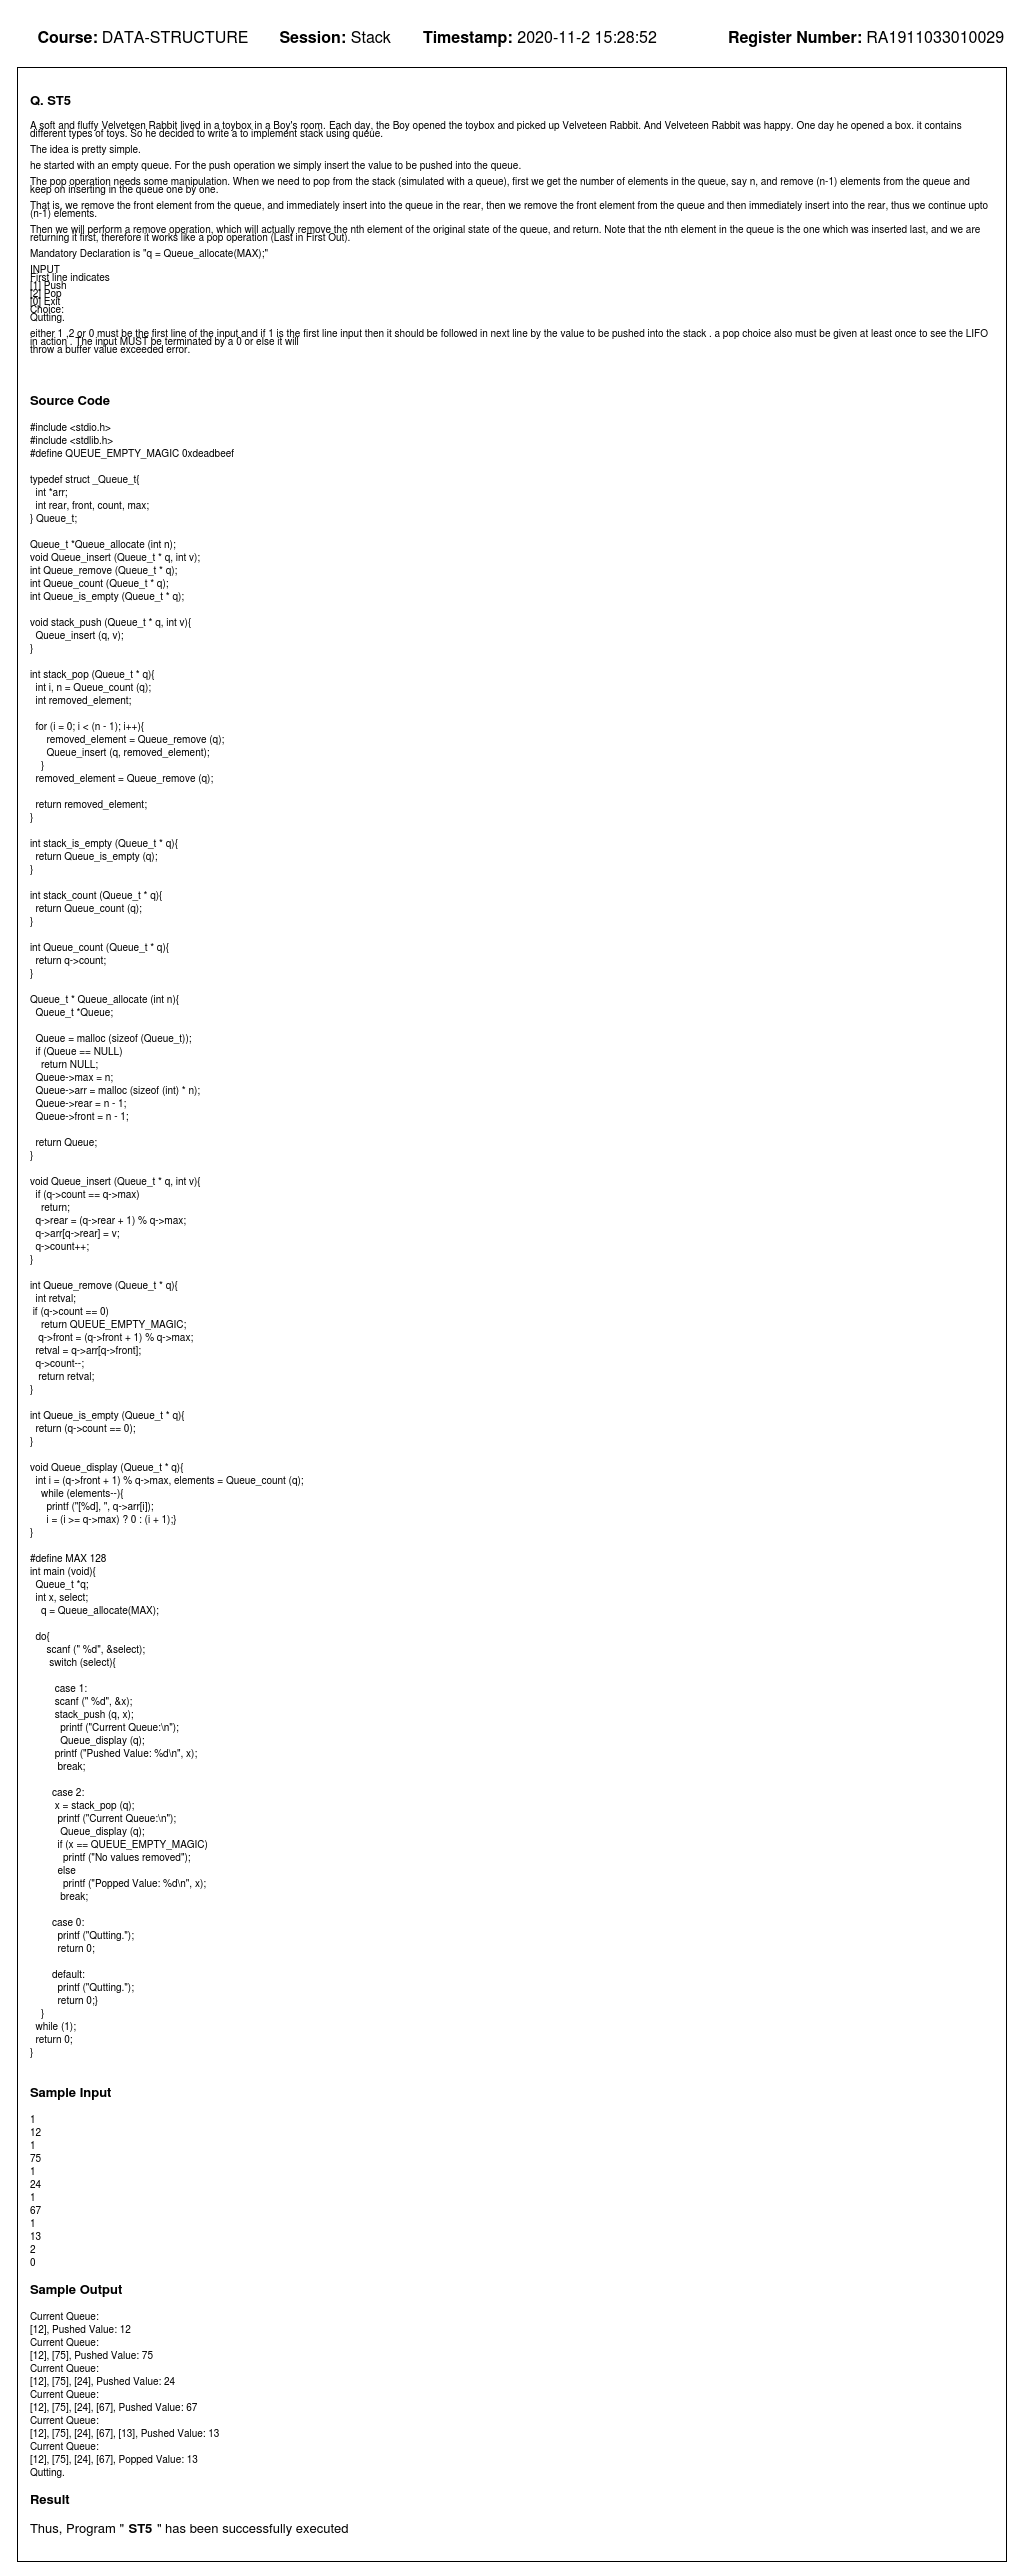 Course: DATA-STRUCTURE Session: Stack Timestamp: 2020-11-2 15:28:52 Register Number: RA1911033010029
Q. ST5
A soft and fluffy Velveteen Rabbit lived in a toybox in a Boy's room. Each day, the Boy opened the toybox and picked up Velveteen Rabbit. And Velveteen Rabbit was happy. One day he opened a box. it contains
different types of toys. So he decided to write a to implement stack using queue.
The idea is pretty simple.
he started with an empty queue. For the push operation we simply insert the value to be pushed into the queue.
The pop operation needs some manipulation. When we need to pop from the stack (simulated with a queue), first we get the number of elements in the queue, say n, and remove (n-1) elements from the queue and
keep on inserting in the queue one by one.
That is, we remove the front element from the queue, and immediately insert into the queue in the rear, then we remove the front element from the queue and then immediately insert into the rear, thus we continue upto
(n-1) elements.
Then we will perform a remove operation, which will actually remove the nth element of the original state of the queue, and return. Note that the nth element in the queue is the one which was inserted last, and we are
returning it first, therefore it works like a pop operation (Last in First Out).
Mandatory Declaration is "q = Queue_allocate(MAX);"
INPUT
First line indicates
[1] Push
[2] Pop
[0] Exit
Choice:
Qutting.
either 1 ,2 or 0 must be the first line of the input and if 1 is the first line input then it should be followed in next line by the value to be pushed into the stack . a pop choice also must be given at least once to see the LIFO
in action . The input MUST be terminated by a 0 or else it will
throw a buffer value exceeded error.
Source Code
#include <stdio.h>
#include <stdlib.h>
#define QUEUE_EMPTY_MAGIC 0xdeadbeef
typedef struct _Queue_t{
int *arr;
int rear, front, count, max;
} Queue_t;
Queue_t *Queue_allocate (int n);
void Queue_insert (Queue_t * q, int v);
int Queue_remove (Queue_t * q);
int Queue_count (Queue_t * q);
int Queue_is_empty (Queue_t * q);
void stack_push (Queue_t * q, int v){
Queue_insert (q, v);
}
int stack_pop (Queue_t * q){
int i, n = Queue_count (q);
int removed_element;
for (i = 0; i < (n - 1); i++){
removed_element = Queue_remove (q);
Queue_insert (q, removed_element);
}
removed_element = Queue_remove (q);
return removed_element;
}
int stack_is_empty (Queue_t * q){
return Queue_is_empty (q);
}
int stack_count (Queue_t * q){
return Queue_count (q);
}
int Queue_count (Queue_t * q){
return q->count;
}
Queue_t * Queue_allocate (int n){
Queue_t *Queue;
Queue = malloc (sizeof (Queue_t));
if (Queue == NULL)
return NULL;
Queue->max = n;
Queue->arr = malloc (sizeof (int) * n);
Queue->rear = n - 1;
Queue->front = n - 1;
return Queue;
}
void Queue_insert (Queue_t * q, int v){
if (q->count == q->max)
return;
q->rear = (q->rear + 1) % q->max;
q->arr[q->rear] = v;
q->count++;
}
int Queue_remove (Queue_t * q){
int retval;
if (q->count == 0)
return QUEUE_EMPTY_MAGIC;
q->front = (q->front + 1) % q->max;
retval = q->arr[q->front];
q->count--;
return retval;
}
int Queue_is_empty (Queue_t * q){
return (q->count == 0);
}
void Queue_display (Queue_t * q){
int i = (q->front + 1) % q->max, elements = Queue_count (q);
while (elements--){
printf ("[%d], ", q->arr[i]);
i = (i >= q->max) ? 0 : (i + 1);}
}
#define MAX 128
int main (void){
Queue_t *q;
int x, select;
q = Queue_allocate(MAX);
do{
scanf (" %d", &select);
switch (select){
case 1:
scanf (" %d", &x);
stack_push (q, x);
printf ("Current Queue:\n");
Queue_display (q);
printf ("Pushed Value: %d\n", x);
break;
case 2:
x = stack_pop (q);
printf ("Current Queue:\n");
Queue_display (q);
if (x == QUEUE_EMPTY_MAGIC)
printf ("No values removed");
else
printf ("Popped Value: %d\n", x);
break;
case 0:
printf ("Qutting.");
return 0;
default:
printf ("Qutting.");
return 0;}
}
while (1);
return 0;
}
Sample Input
1
12
1
75
1
24
1
67
1
13
2
0
Sample Output
Current Queue:
[12], Pushed Value: 12
Current Queue:
[12], [75], Pushed Value: 75
Current Queue:
[12], [75], [24], Pushed Value: 24
Current Queue:
[12], [75], [24], [67], Pushed Value: 67
Current Queue:
[12], [75], [24], [67], [13], Pushed Value: 13
Current Queue:
[12], [75], [24], [67], Popped Value: 13
Qutting.
Result
Thus, Program " ST5 " has been successfully executed